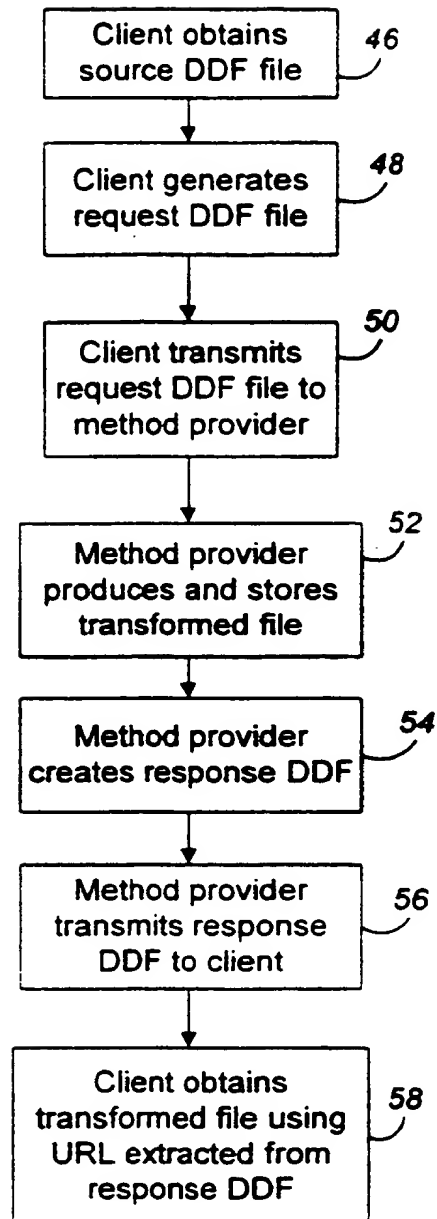 Client obtains
source DDF file
46
Client generates
request DDF file
48
Client transmits
request DDF file to
method provider
50
Method provider
produces and stores
transformed file
52
Method provider
creates response DDF
54
Method provider
transmits response
DDF to client
56
Client obtains
transformed file using
URL extracted from
response DDF
58